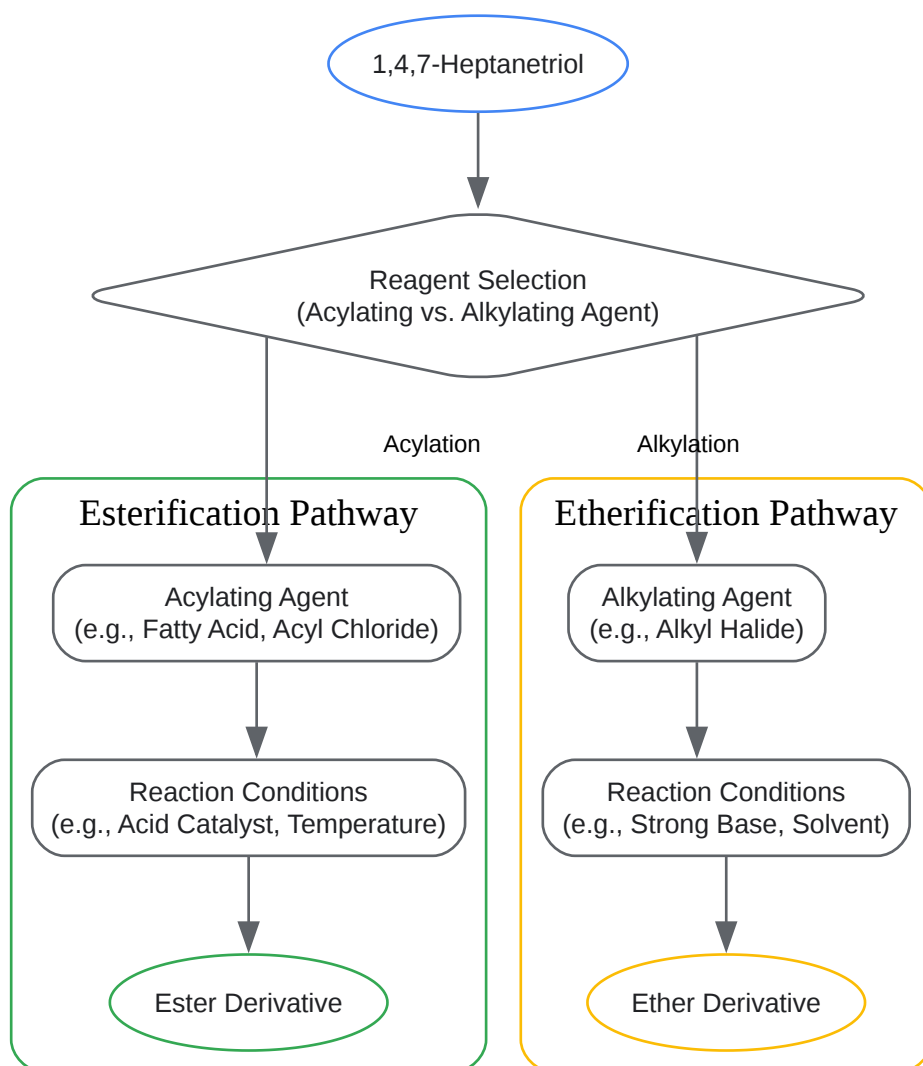 1,4,7-Heptanetriol
Reagent Selection
(Acylating vs. Alkylating Agent)
Acylation
Alkylation
Esterification Pathway
Acylating Agent
(e.g., Fatty Acid, Acyl Chloride)
Reaction Conditions
(e.g., Acid Catalyst, Temperature)
Ester Derivative
Etherification Pathway
Alkylating Agent
(e.g., Alkyl Halide)
Reaction Conditions
(e.g., Strong Base, Solvent)
Ether Derivative